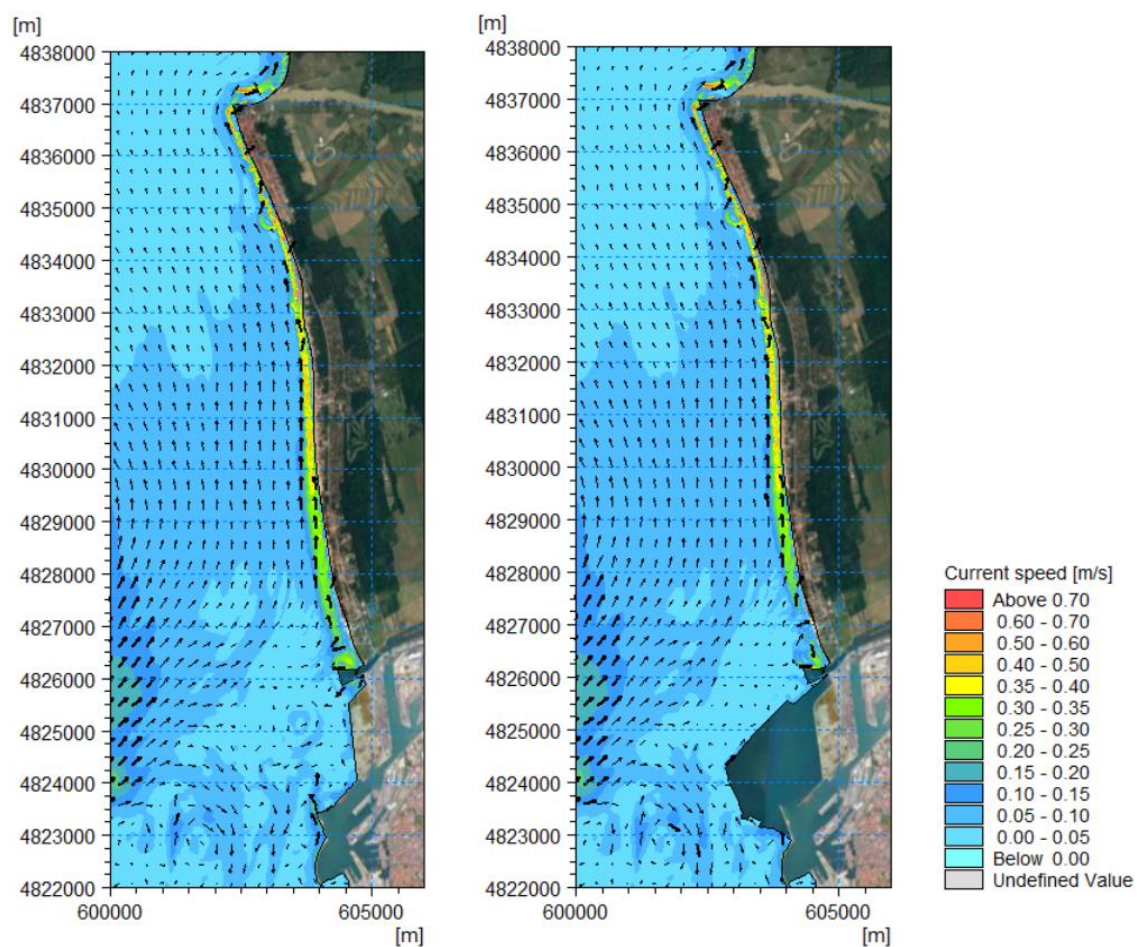 [m]
4838000
4837000
4836000
4835000
4834000
4833000
4832000
4831000
4830000
4829000
4828000
4827000
4826000
4825000
4824000
4823000
4822000
600000
605000
[m]
[m]
4838000
4837000
4836000
4835000
4834000
4833000
4832000
4831000
4830000
4829000
4828000
4827000
4826000
4825000
4824000
4823000
4822000
600000
605000
[m]
Current speed [m/s]
Above 0.70
0.60 - 0.70
0.50 - 0.60
0.40 - 0.50
0.35 - 0.40
0.30 - 0.35
0.25 - 0.30
0.20 - 0.25
0.15 - 0.20
0.10 - 0.15
0.05 - 0.10
0.00 - 0.05
Below 0.00
Undefined Value